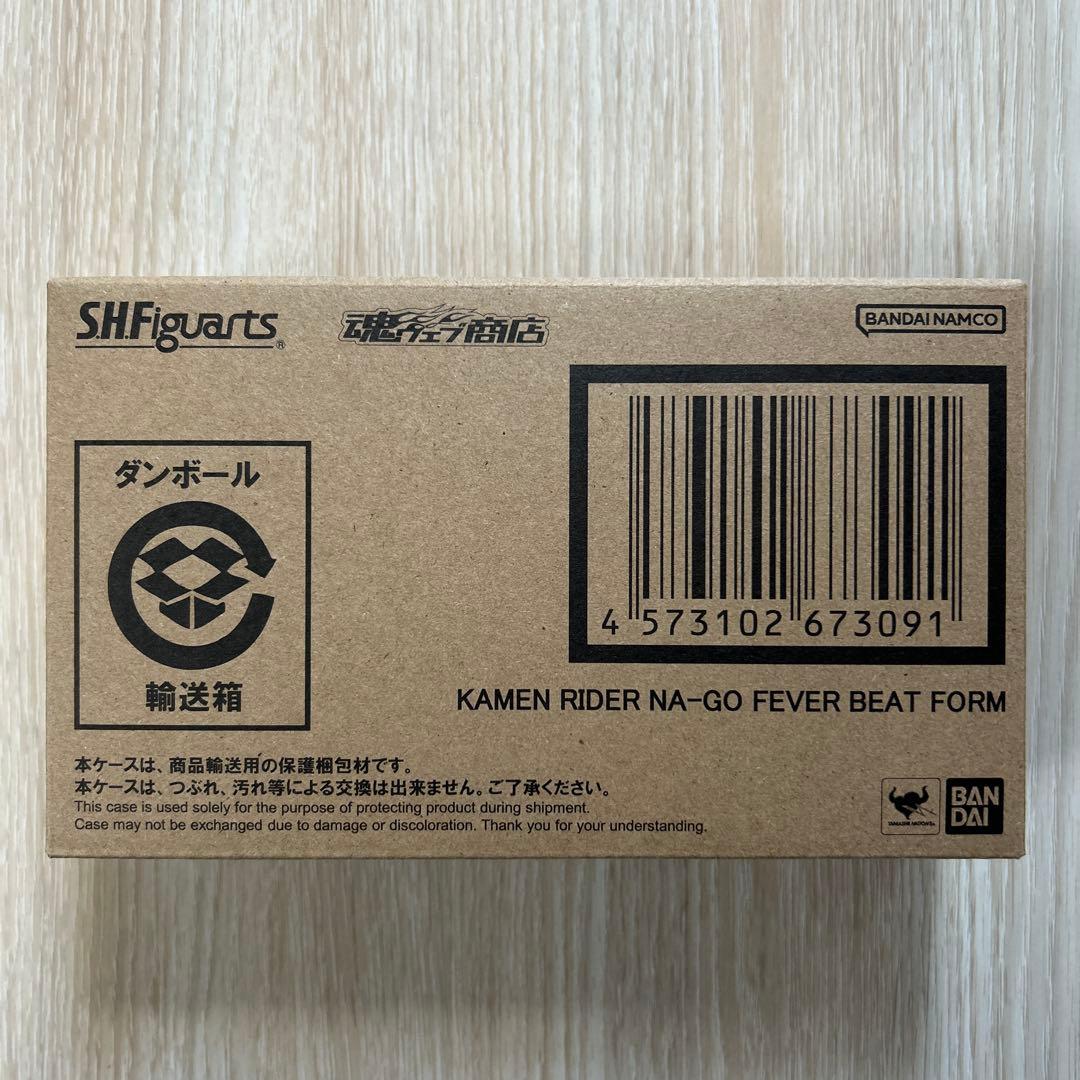 S.H.Figuarts®
魂ウェブ商店
BANDAI NAMCO
ダンボール
輸送箱
4 573102 673091
KAMEN RIDER NA-GO FEVER BEAT FORM
本ケースは、商品輸送用の保護梱包材です。
本ケースは、つぶれ、汚れ等による交換は出来ません。ご了承ください。
This case is used solely for the purpose of protecting product during shipment.
Case may not be exchanged due to damage or discoloration. Thank you for your understanding.
TAMASHII NATIONS
BAN
DAI